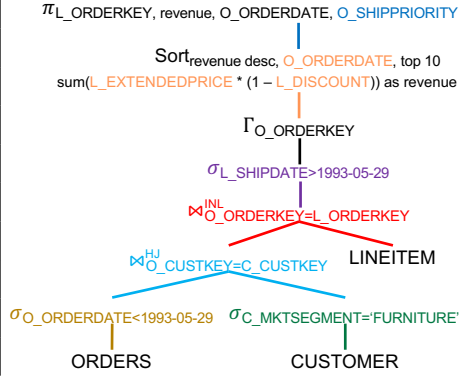 πL_ORDERKEY, revenue, O_ORDERDATE, O_SHIPPRIORITY
Sortrevenue desc, O_ORDERDATE, top 10
sum(L_EXTENDEDPRICE * (1 – L_DISCOUNT)) as revenue
ΓO_ORDERKEY
σL_SHIPDATE>1993-05-29
⋈INL O_ORDERKEY=L_ORDERKEY
LINEITEM
⋈HJ O_CUSTKEY=C_CUSTKEY
σO_ORDERDATE<1993-05-29 σC_MKTSEGMENT=‘FURNITURE’
ORDERS CUSTOMER